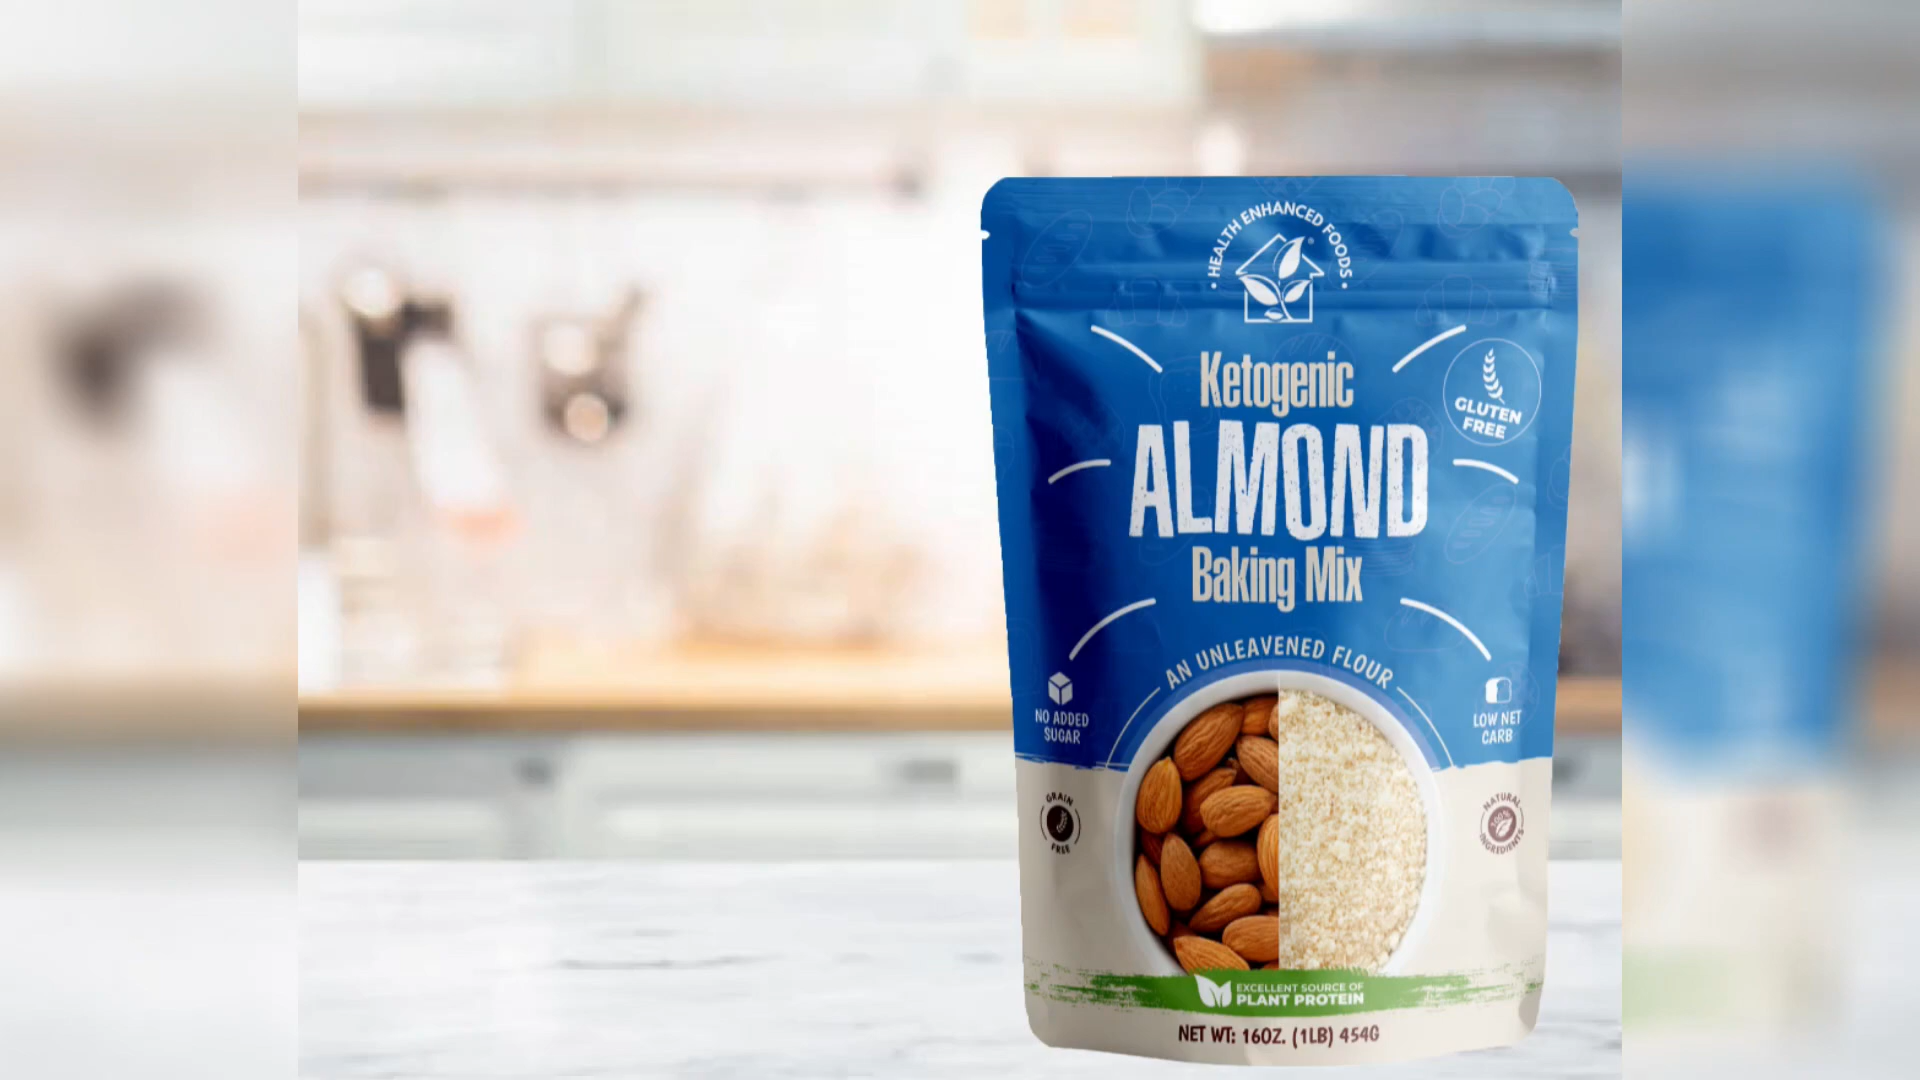 • HEALTH ENHANCED FOODS •
Ketogenic
ALMOND
Baking Mix
GLUTEN
FREE
AN UNLEAVENED FLOUR
NO ADDED
SUGAR
LOW NET
CARB
GRAIN
FREE
NATURAL
100%
INGREDIENTS
EXCELLENT SOURCE OF
PLANT PROTEIN
NET WT: 16OZ. (1LB) 454G